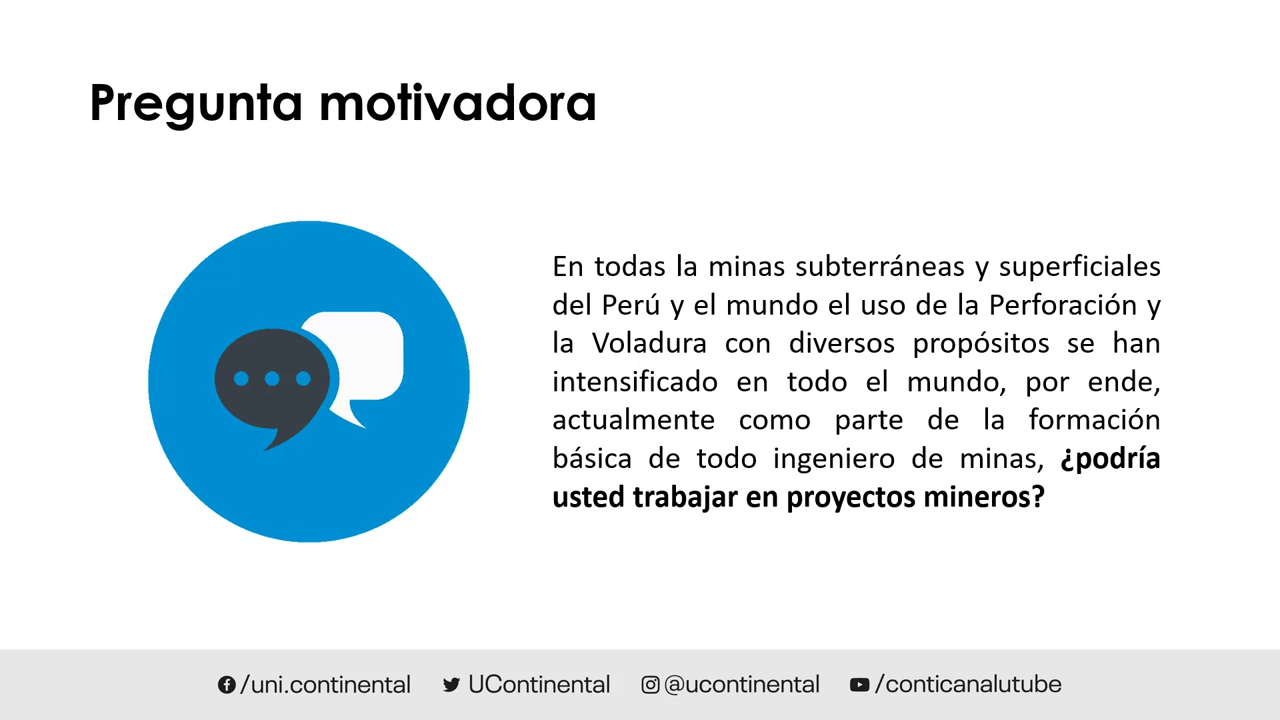 Pregunta motivadora
En todas la minas subterráneas y superficiales
del Perú y el mundo el uso de la Perforación y
la Voladura con diversos propósitos se han
intensificado en todo el mundo, por ende,
actualmente como parte de la formación
básica de todo ingeniero de minas, ¿podría
usted trabajar en proyectos mineros?
/uni.continental UContinental @ucontinental /conticanalutube